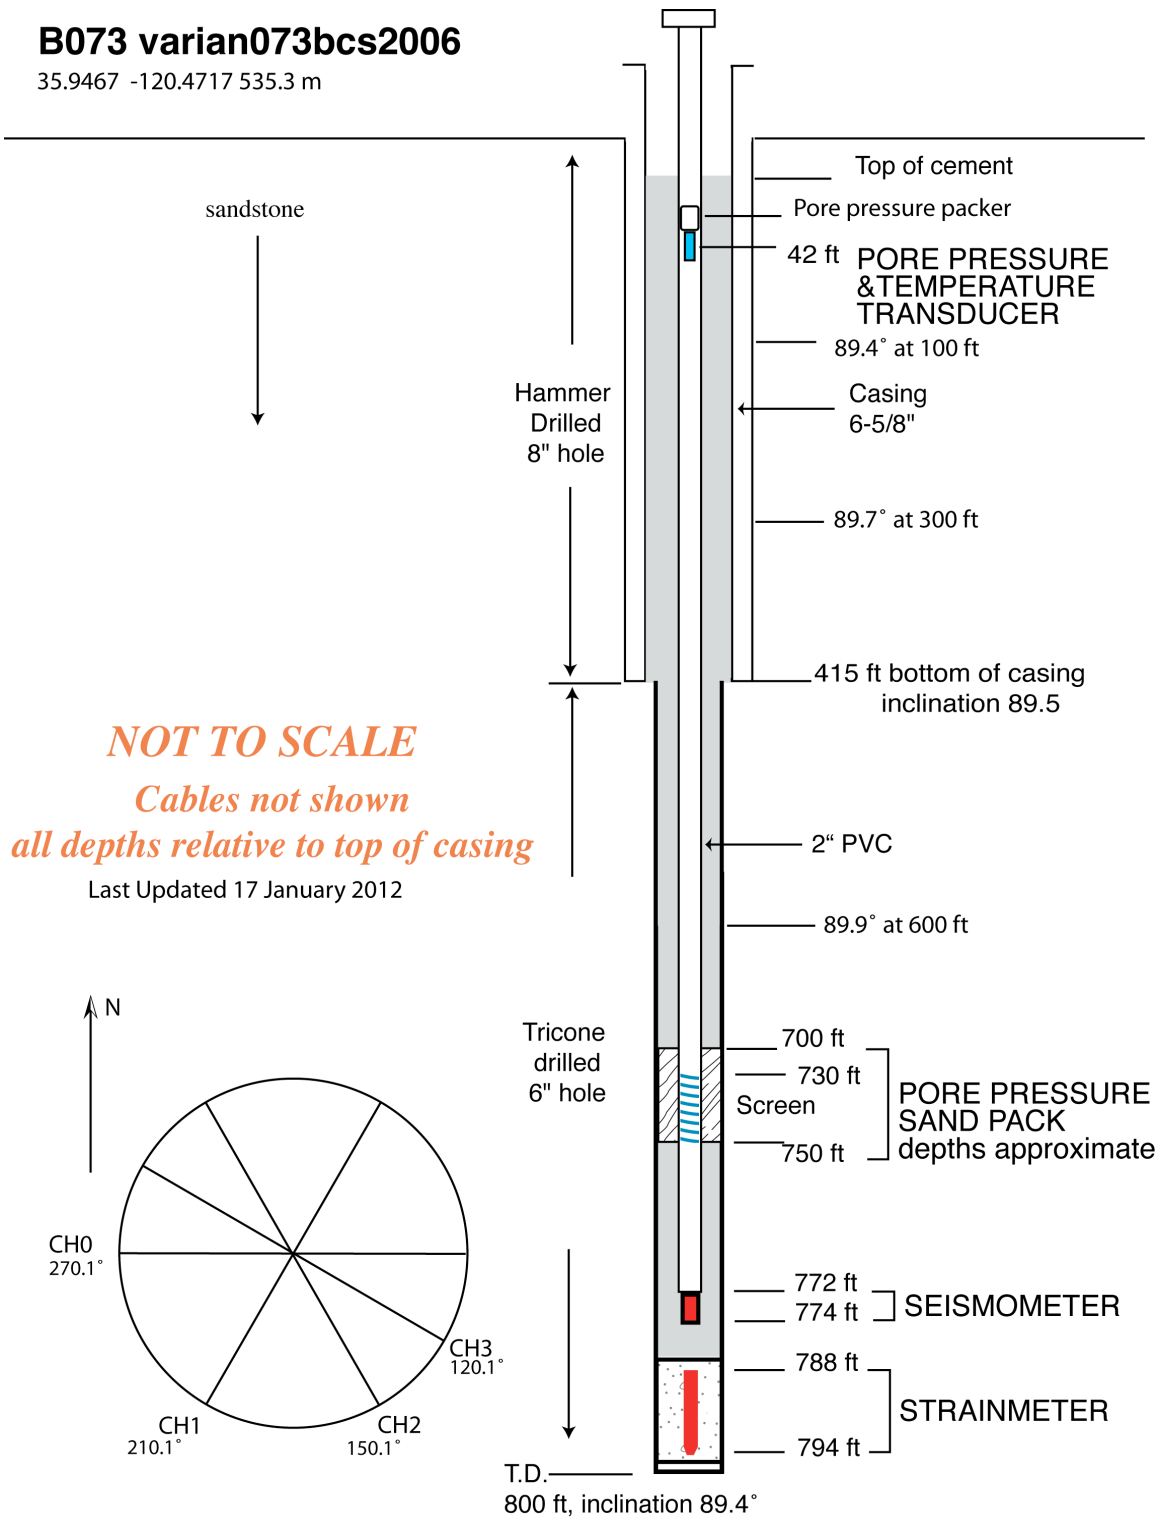 B073 varian073bcs2006
35.9467 -120.4717 535.3 m
sandstone
Top of cement
Pore pressure packer
42 ft
PORE PRESSURE
&TEMPERATURE
TRANSDUCER
89.4˚ at 100 ft
Hammer
Drilled
8" hole
Casing
6-5/8"
89.7˚ at 300 ft
415 ft bottom of casing
inclination 89.5
NOT TO SCALE
Cables not shown
all depths relative to top of casing
Last Updated 17 January 2012
2“ PVC
89.9˚ at 600 ft
N
Tricone
drilled
6" hole
700 ft
730 ft
Screen
750 ft
PORE PRESSURE
SAND PACK
depths approximate
CH0
270.1˚
CH3
120.1˚
CH1
210.1˚
CH2
150.1˚
772 ft
774 ft
SEISMOMETER
788 ft
STRAINMETER
794 ft
T.D.
800 ft, inclination 89.4˚